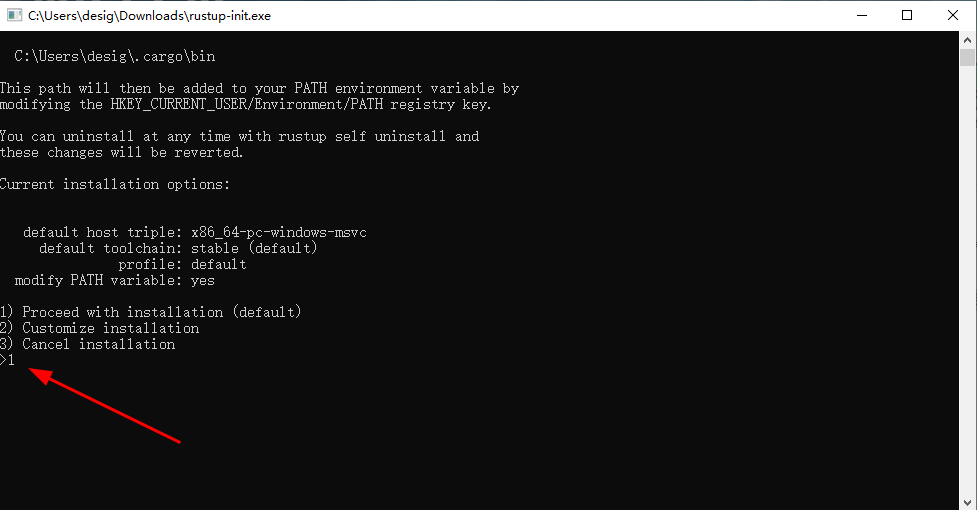 C:\Users\desig\Downloads\rustup-init.exe
C:\Users\desig\.cargo\bin
This path will then be added to your PATH environment variable by
modifying the HKEY_CURRENT_USER/Environment/PATH registry key.
You can uninstall at any time with rustup self uninstall and
these changes will be reverted.
Current installation options:
default host triple: x86_64-pc-windows-msvc
default toolchain: stable (default)
profile: default
modify PATH variable: yes
1) Proceed with installation (default)
2) Customize installation
3) Cancel installation
>1